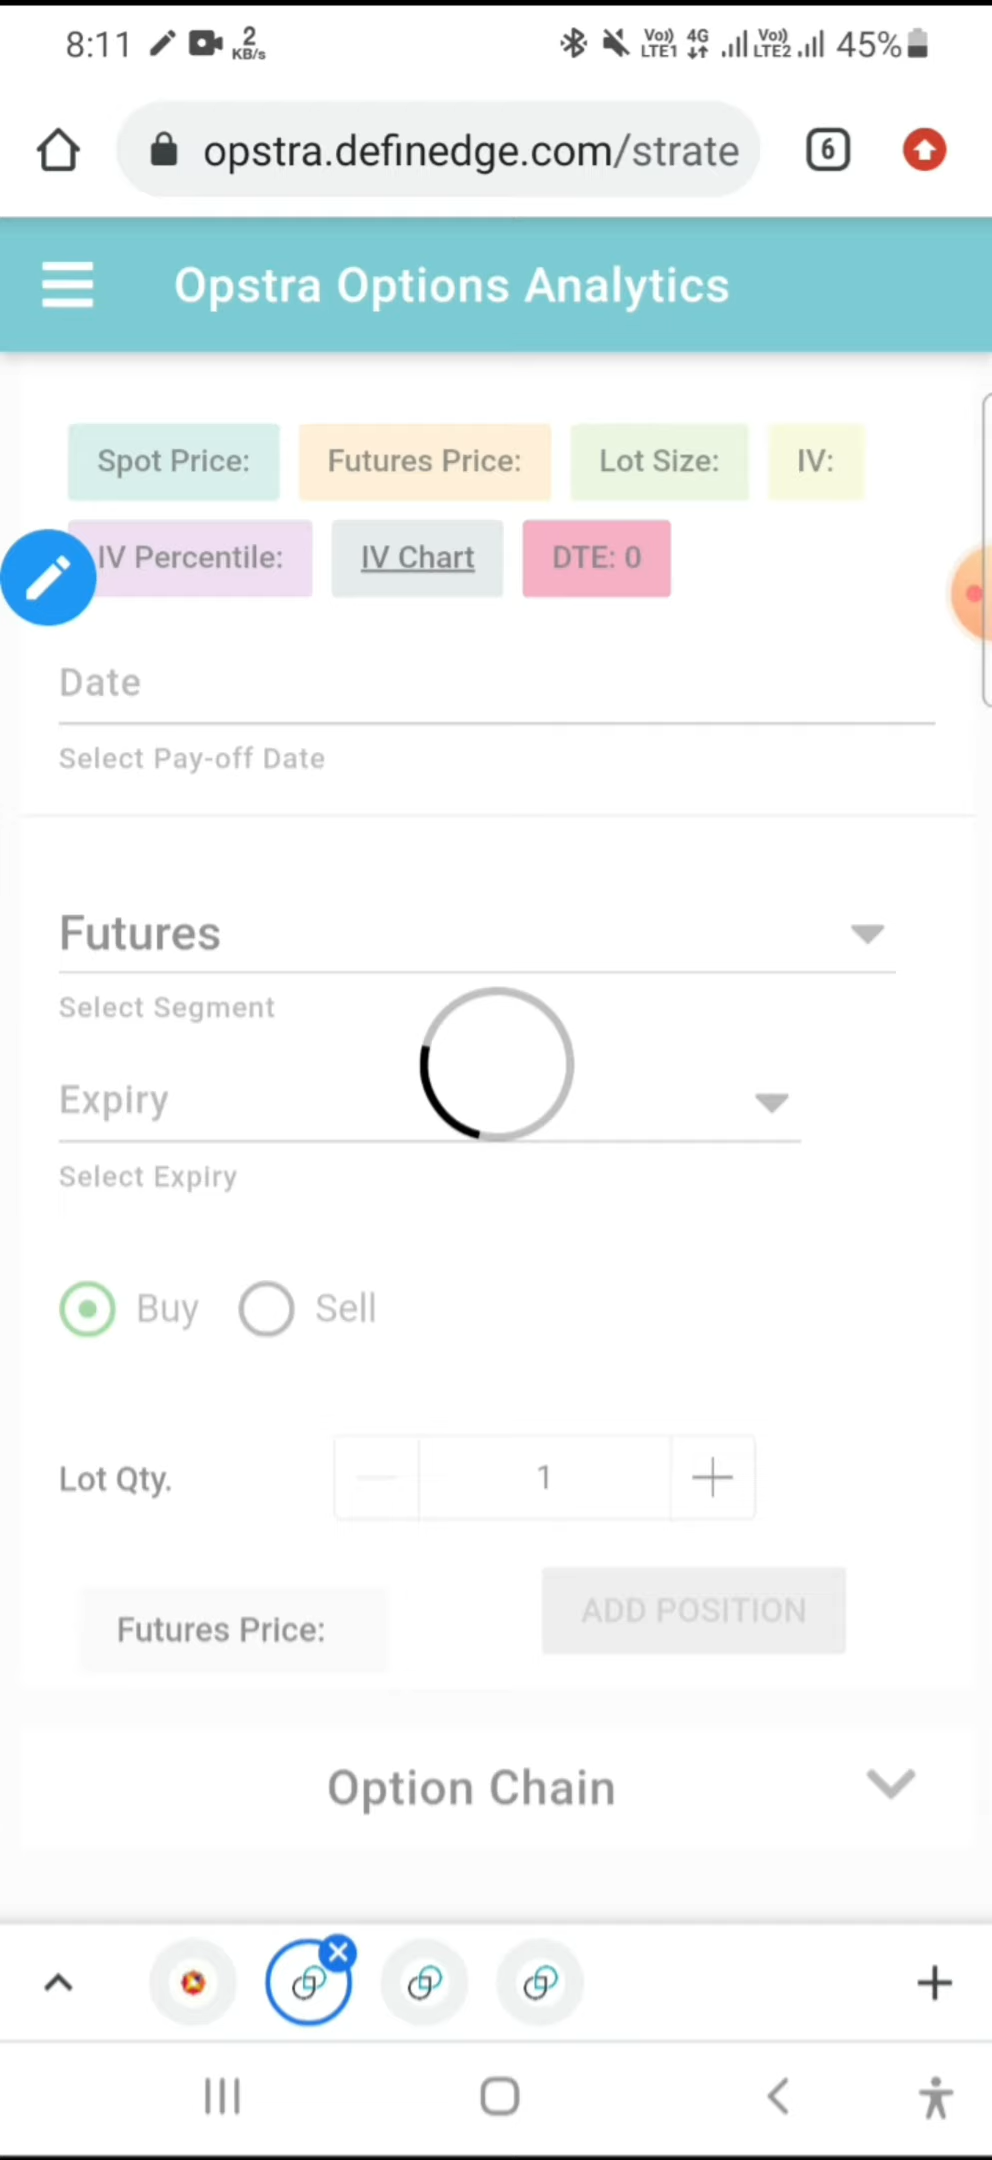 8:11 2 KB/s Vo)) LTE1 4G Vo)) LTE2 45%
opstra.definedge.com/strate 6
Opstra Options Analytics
Spot Price: Futures Price: Lot Size: IV:
IV Percentile: IV Chart DTE: 0
Date
Select Pay-off Date
Futures
Select Segment
Expiry
Select Expiry
Buy Sell
Lot Qty. 1
Futures Price: ADD POSITION
Option Chain